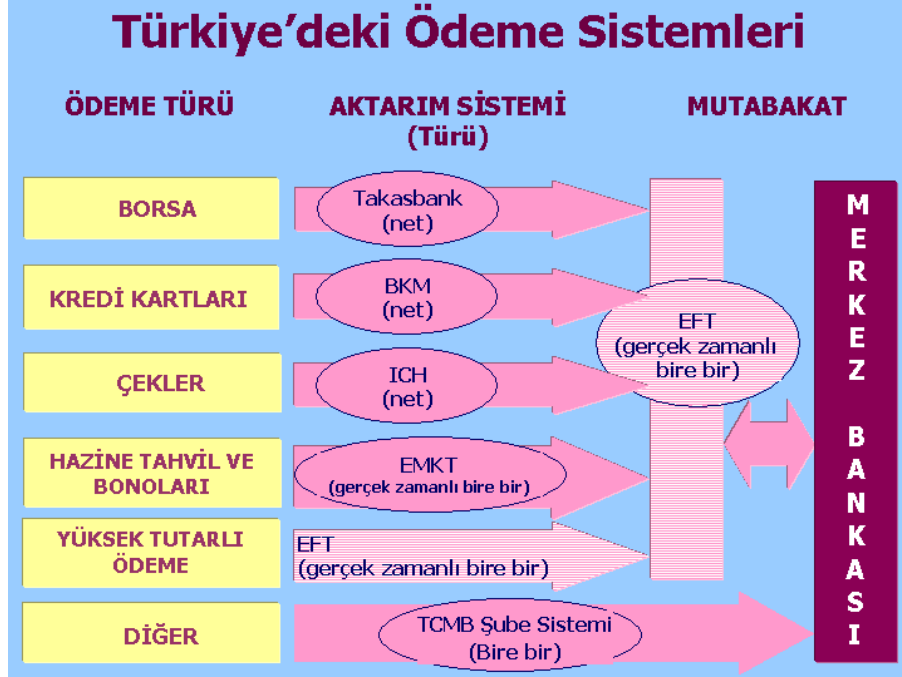 Türkiye’deki Ödeme Sistemleri
ÖDEME TÜRÜ
AKTARIM SİSTEMİ
(Türü)
MUTABAKAT
BORSA
Takasbank
(net)
KREDİ KARTLARI
BKM
(net)
ÇEKLER
ICH
(net)
HAZİNE TAHVİL VE
BONOLARI
EMKT
(gerçek zamanlı bire bir)
YÜKSEK TUTARLI
ÖDEME
EFT
(gerçek zamanlı bire bir)
DİĞER
TCMB Şube Sistemi
(Bire bir)
EFT
(gerçek zamanlı
bire bir)
MERKEZ BANKASI